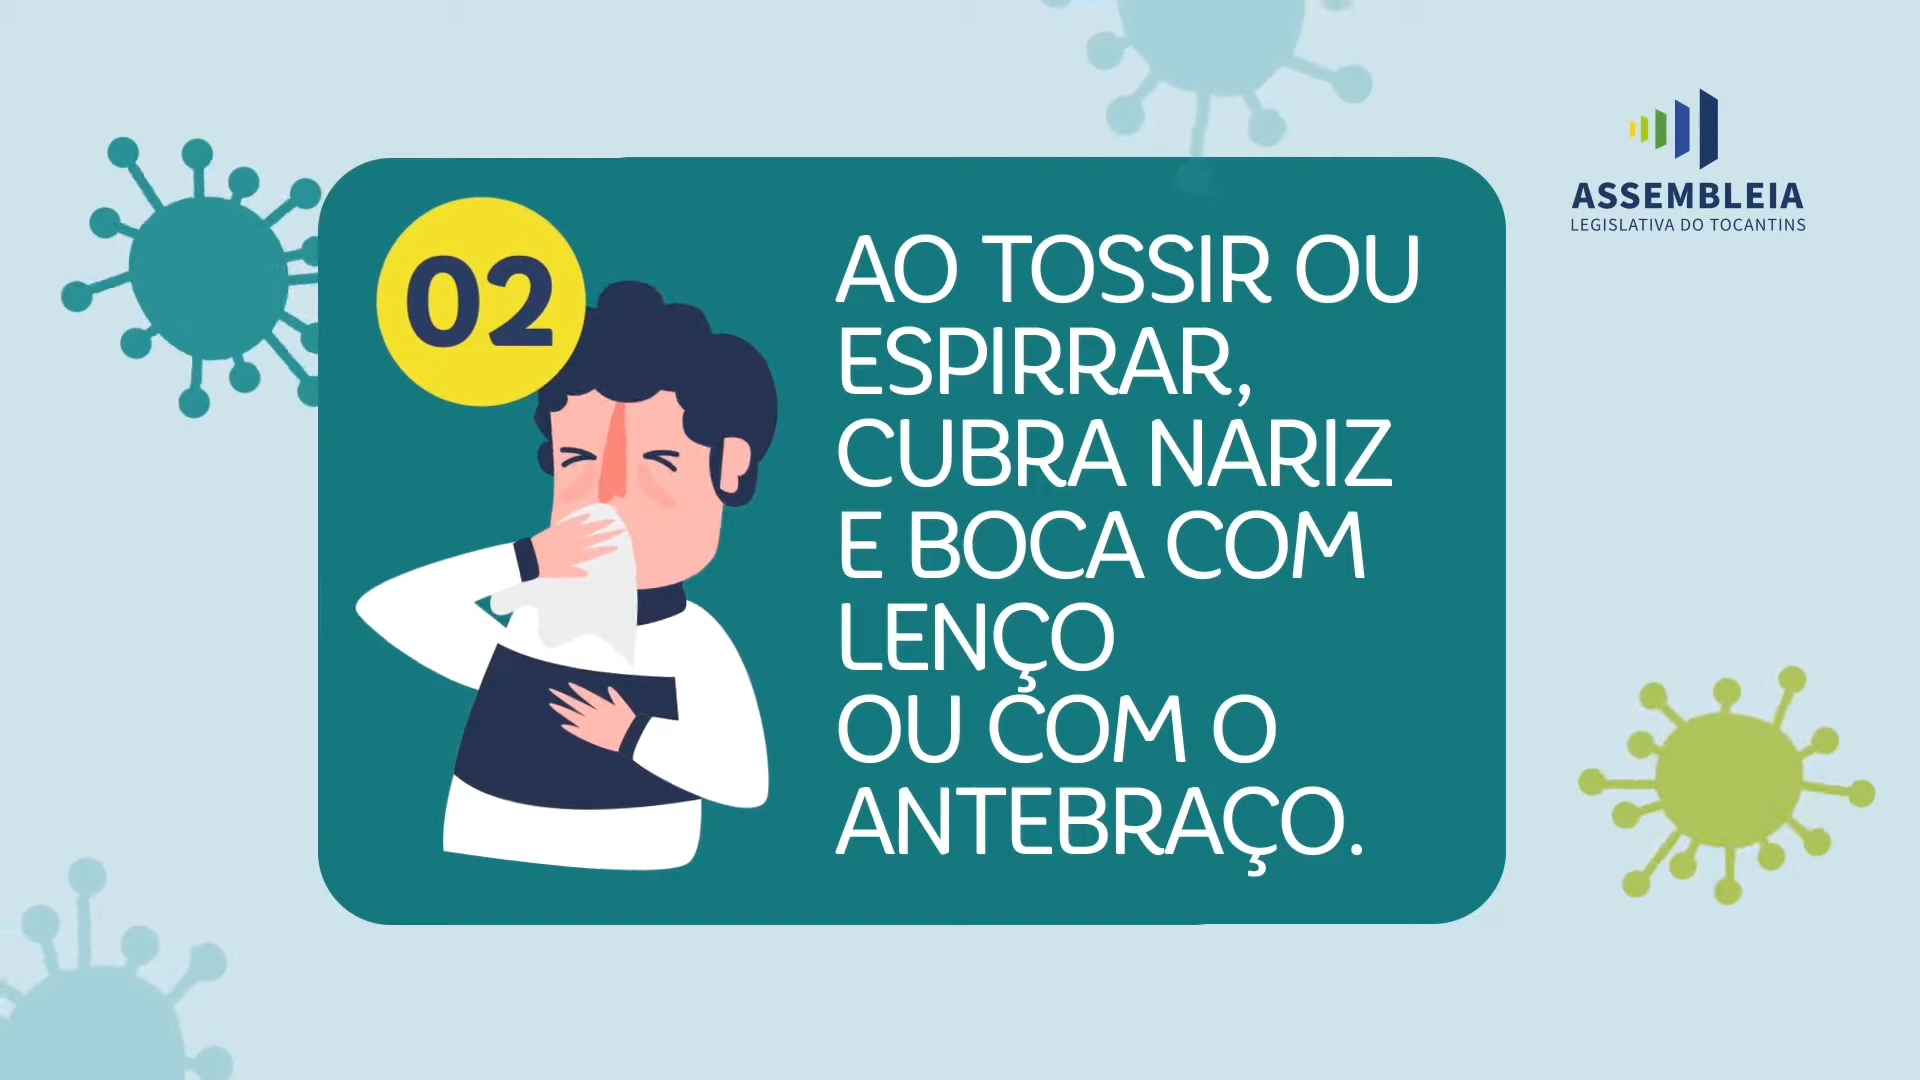 02
AO TOSSIR OU
ESPIRRAR,
CUBRA NARIZ
E BOCA COM
LENÇO
OU COM O
ANTEBRAÇO.
ASSEMBLEIA
LEGISLATIVA DO TOCANTINS